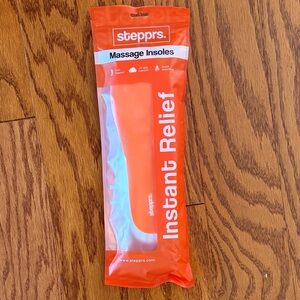 stepprs.
Massage Insoles
Instant Relief
stepprs.
www.stepprs.com